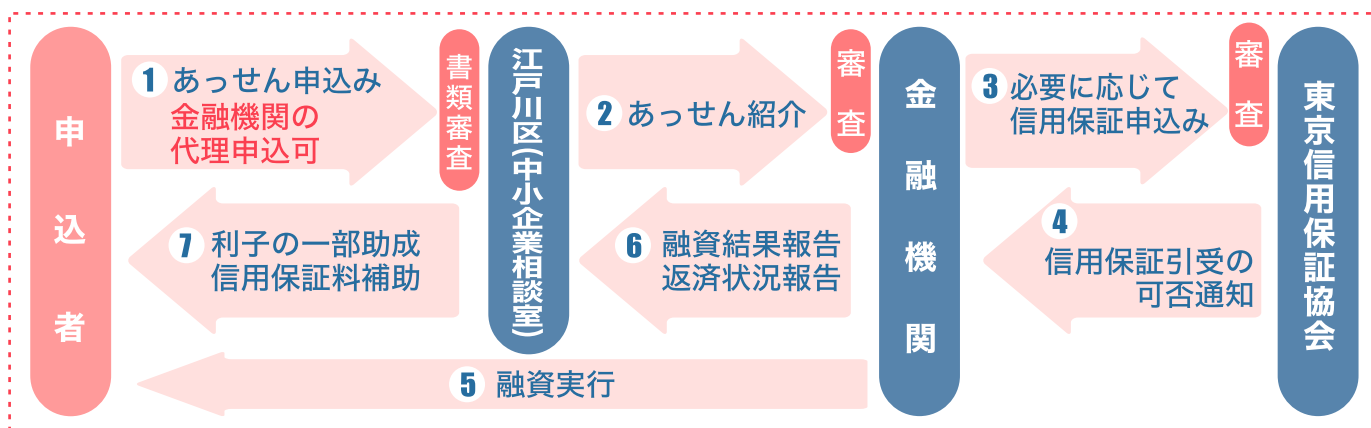 申込者
1 あっせん申込み
金融機関の
代理申込可
書類審査
江戸川区(中小企業相談室)
2 あっせん紹介
審査
金融機関
3 必要に応じて
信用保証申込み
審査
東京信用保証協会
4
信用保証引受の
可否通知
5 融資実行
6 融資結果報告
返済状況報告
7 利子の一部助成
信用保証料補助